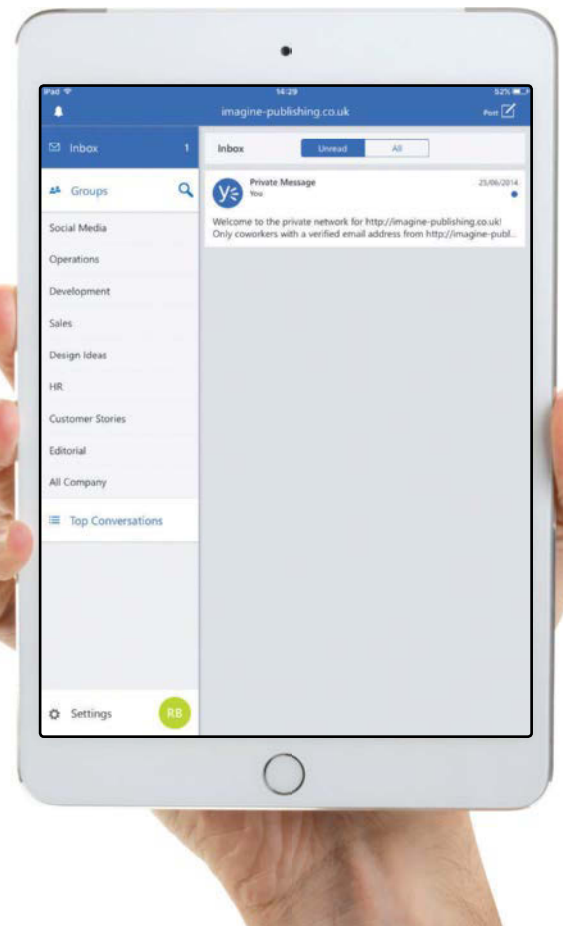 iPad
14:29
52%
imagine-publishing.co.uk
Post
Inbox 1
Groups
Social Media
Operations
Development
Sales
Design Ideas
HR
Customer Stories
Editorial
All Company
Top Conversations
Settings
RB
Inbox
Unread
All
Private Message
25/06/2014
You
Welcome to the private network for http://imagine-publishing.co.uk!
Only coworkers with a verified email address from http://imagine-publ...